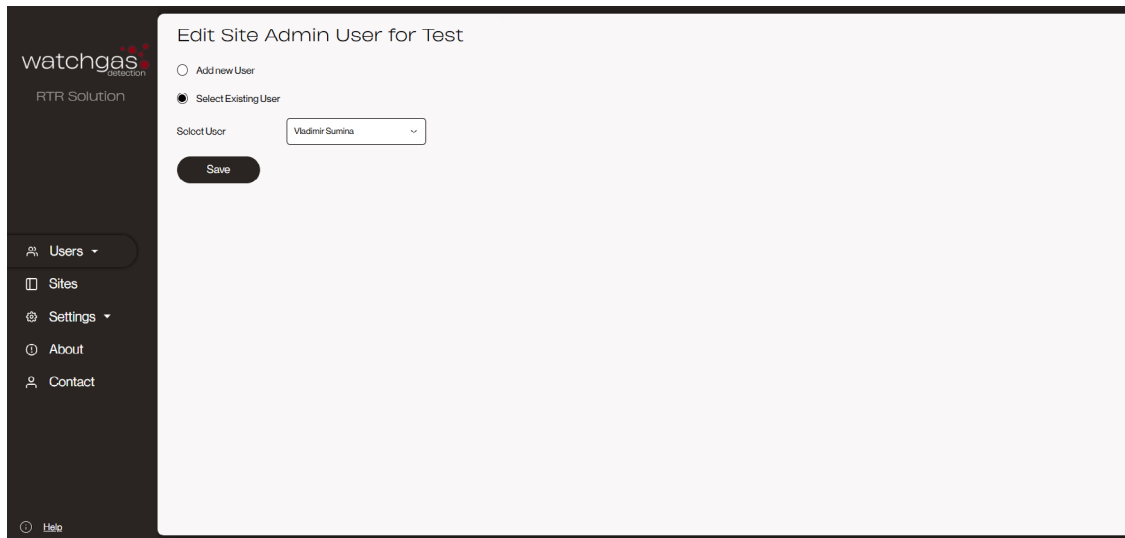 watchgas
detection
RTR Solution
Users
Sites
Settings
About
Contact
Help
Edit Site Admin User for Test
Add new User
Select Existing User
Select User
Vladimir Sumina
Save